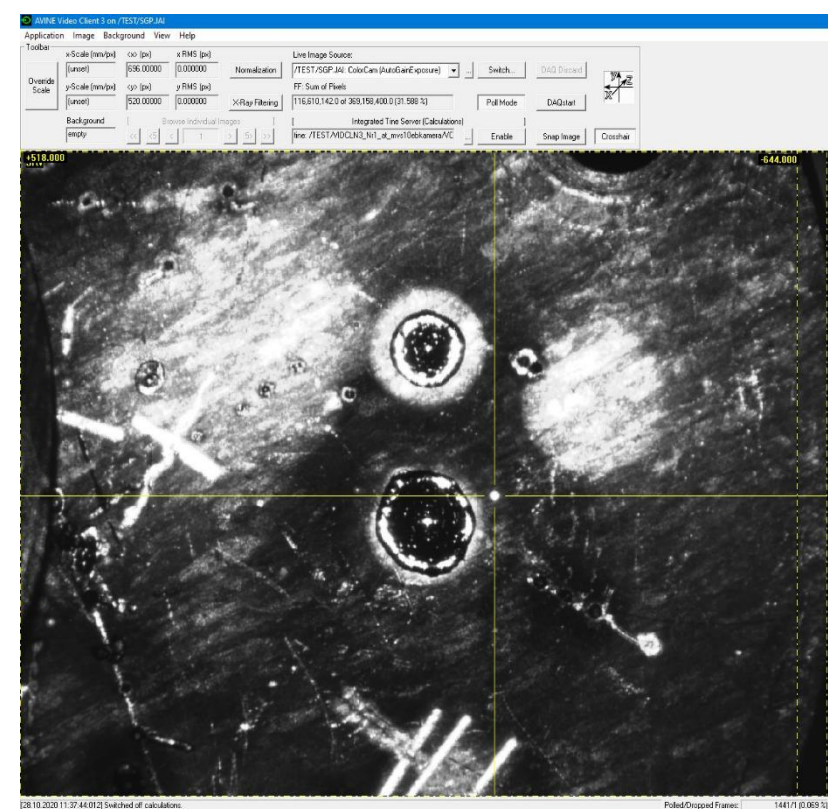 AVINE Video Client 3 on /TEST/SGP.JAI
Application Image Background View Help
Toolbar
x-Scale (mm/px) <x> (px) x RMS (px) Live Image Source:
Override Scale (unset) 696.00000 0.000000 Normalization /TEST/SGP.JAI: ColorCam (AutoGainExposure) ... Switch... DAQ Discard
y-Scale (mm/px) <y> (px) y RMS (px) FF: Sum of Pixels
(unset) 520.00000 0.000000 X-Ray Filtering 116,610,142.0 of 369,158,400.0 (31.588 %) Poll Mode DAQstart
Background [ Browse Individual Images ] [ Integrated Tine Server (Calculations) ]
empty << <5 < 1 > 5> >> ... Enable Snap Image Crosshair
Y Z
X
+518.000 -644.000
[28.10.2020 11:37:44:012] Switched off calculations. Polled/Dropped Frames: 1441/1 (0.069 %)